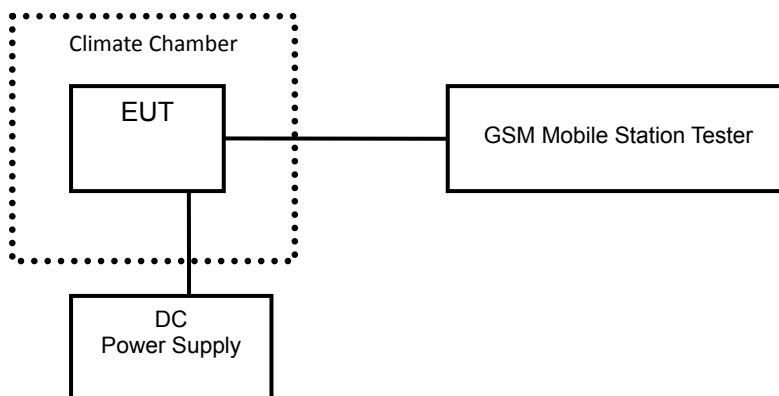 Climate Chamber
EUT
GSM Mobile Station Tester
DC
Power Supply